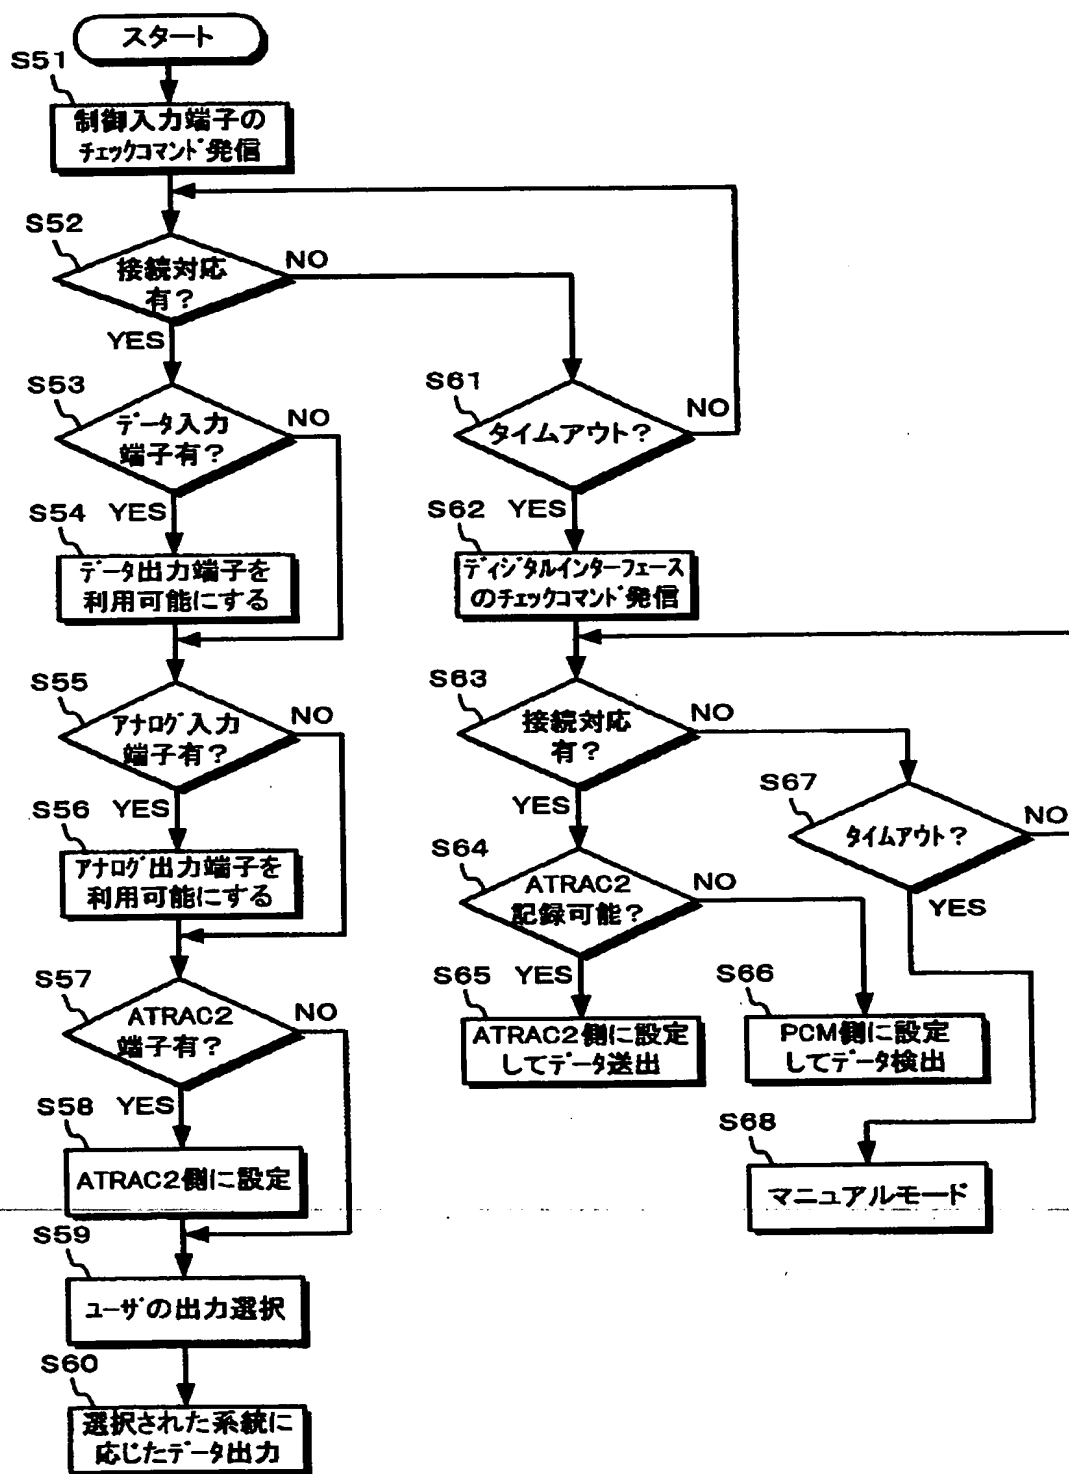 スタート
S51
制御入力端子の
チェックコマンド発信
S52
接続対応
有?
NO
YES
S53
データ入力
端子有?
NO
S54
YES
データ出力端子を
利用可能にする
S55
アナログ入力
端子有?
NO
S56
YES
アナログ出力端子を
利用可能にする
S57
ATRAC2
端子有?
NO
S58
YES
ATRAC2側に設定
S59
ユーザの出力選択
S60
選択された系統に
応じたデータ出力
S61
タイムアウト?
NO
S62
YES
ディジタルインターフェース
のチェックコマンド発信
S63
接続対応
有?
NO
YES
S64
ATRAC2
記録可能?
NO
S65
YES
ATRAC2側に設定
してデータ送出
S66
PCM側に設定
してデータ検出
S67
タイムアウト?
NO
YES
S68
マニュアルモード